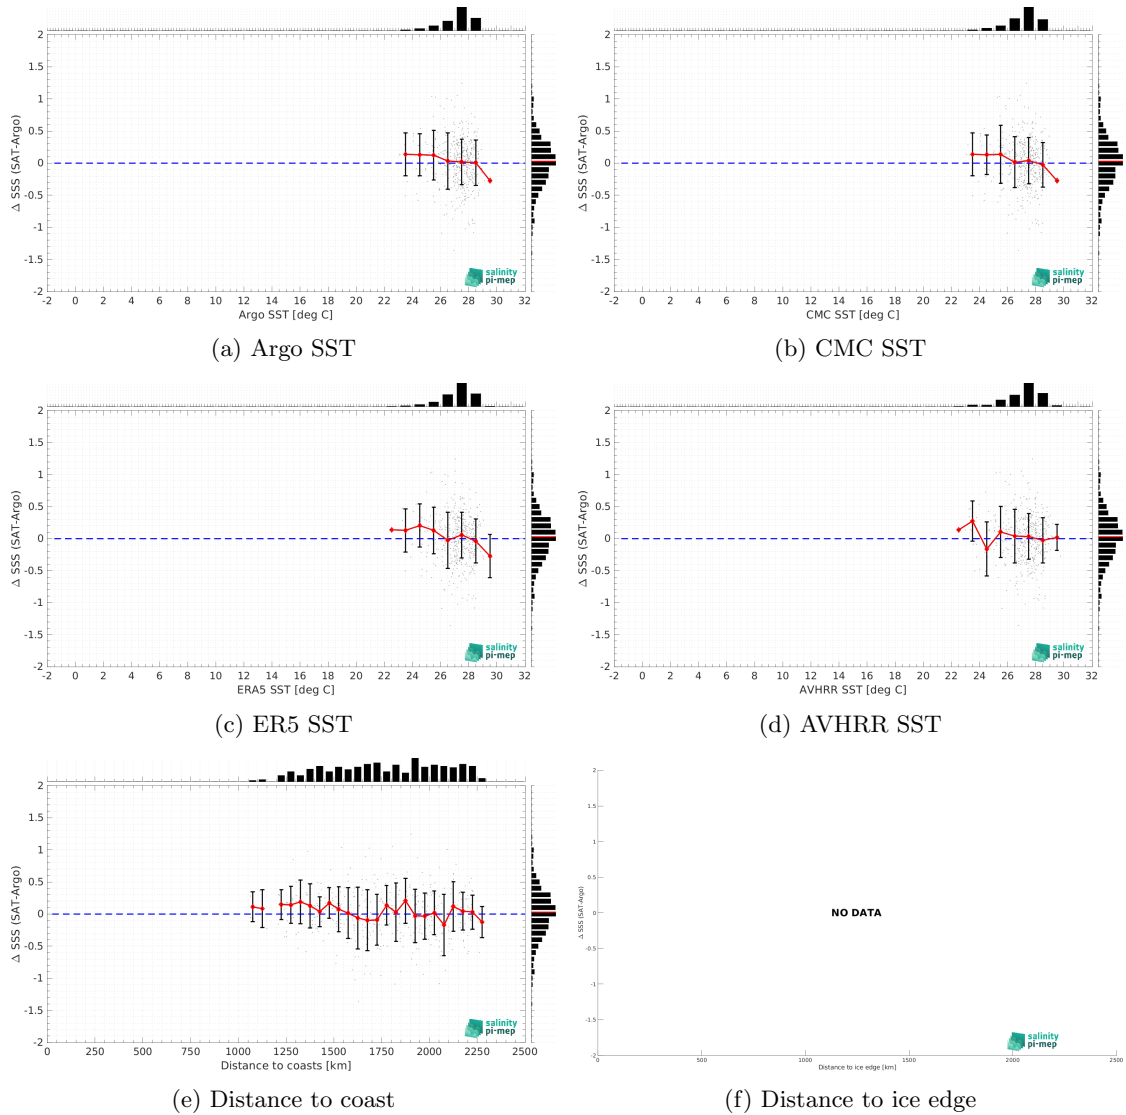 2
1.5
1
0.5
0
-0.5
-1
-1.5
-2
Δ SSS (SAT-Argo)
-2 0 2 4 6 8 10 12 14 16 18 20 22 24 26 28 30 32
Argo SST [deg C]
salinity
pi-mep
(a) Argo SST
2
1.5
1
0.5
0
-0.5
-1
-1.5
-2
Δ SSS (SAT-Argo)
-2 0 2 4 6 8 10 12 14 16 18 20 22 24 26 28 30 32
CMC SST [deg C]
salinity
pi-mep
(b) CMC SST
2
1.5
1
0.5
0
-0.5
-1
-1.5
-2
Δ SSS (SAT-Argo)
-2 0 2 4 6 8 10 12 14 16 18 20 22 24 26 28 30 32
ERA5 SST [deg C]
salinity
pi-mep
(c) ER5 SST
2
1.5
1
0.5
0
-0.5
-1
-1.5
-2
Δ SSS (SAT-Argo)
-2 0 2 4 6 8 10 12 14 16 18 20 22 24 26 28 30 32
AVHRR SST [deg C]
salinity
pi-mep
(d) AVHRR SST
2
1.5
1
0.5
0
-0.5
-1
-1.5
-2
Δ SSS (SAT-Argo)
0 250 500 750 1000 1250 1500 1750 2000 2250 2500
Distance to coasts [km]
salinity
pi-mep
(e) Distance to coast
2
1.5
1
0.5
0
-0.5
-1
-1.5
-2
Δ SSS (SAT-Argo)
NO DATA
0 500 1000 1500 2000 2500
Distance to ice edge [km]
salinity
pi-mep
(f) Distance to ice edge